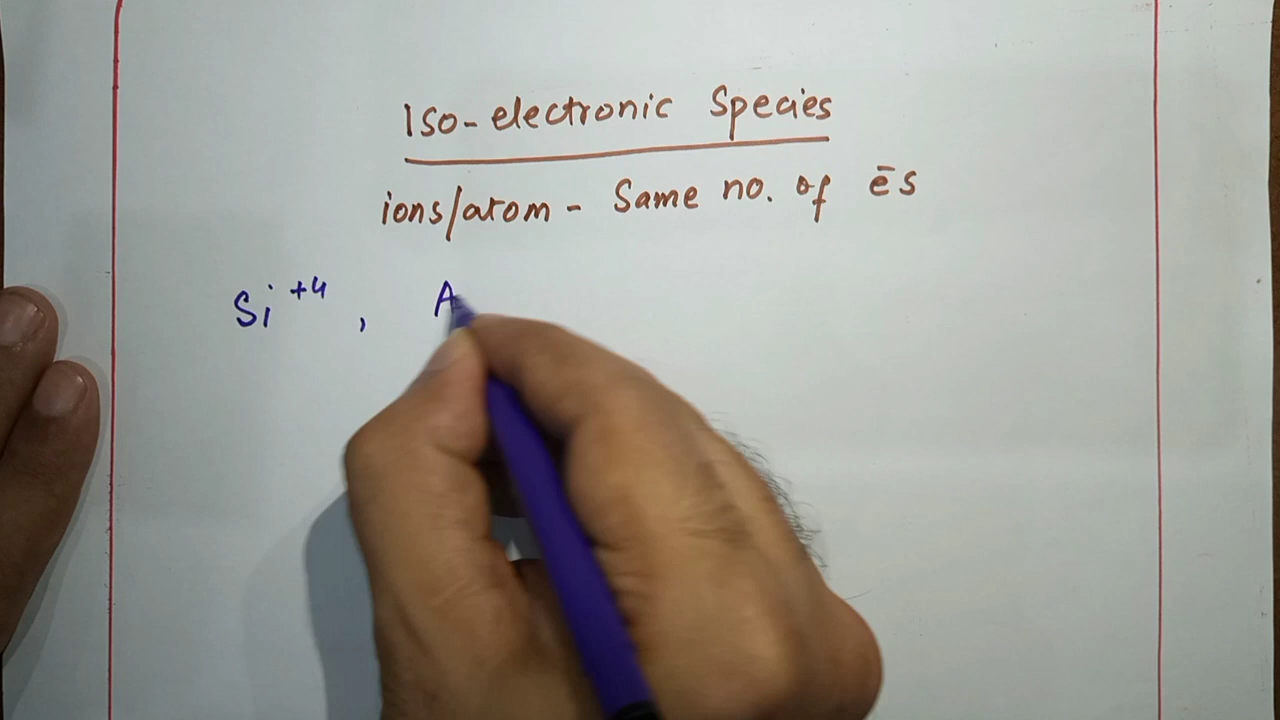 Iso-electronic Species
ions/atom - Same no. of ēs
Si⁺⁴ , A